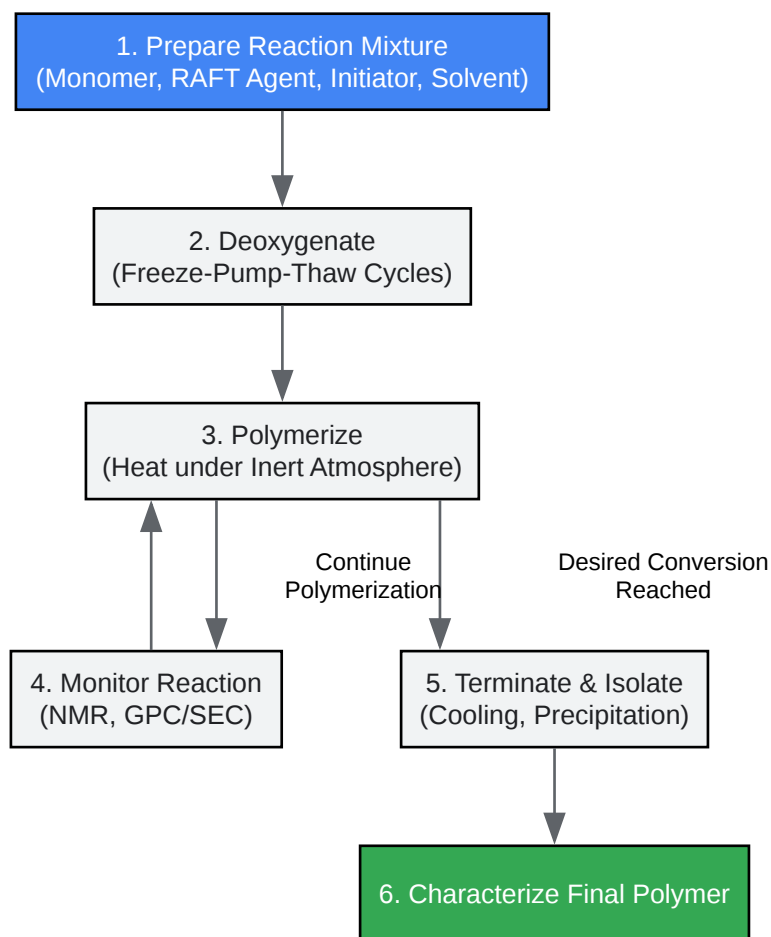 1. Prepare Reaction Mixture
(Monomer, RAFT Agent, Initiator, Solvent)
2. Deoxygenate
(Freeze-Pump-Thaw Cycles)
3. Polymerize
(Heat under Inert Atmosphere)
Continue
Polymerization
Desired Conversion
Reached
4. Monitor Reaction
(NMR, GPC/SEC)
5. Terminate & Isolate
(Cooling, Precipitation)
6. Characterize Final Polymer